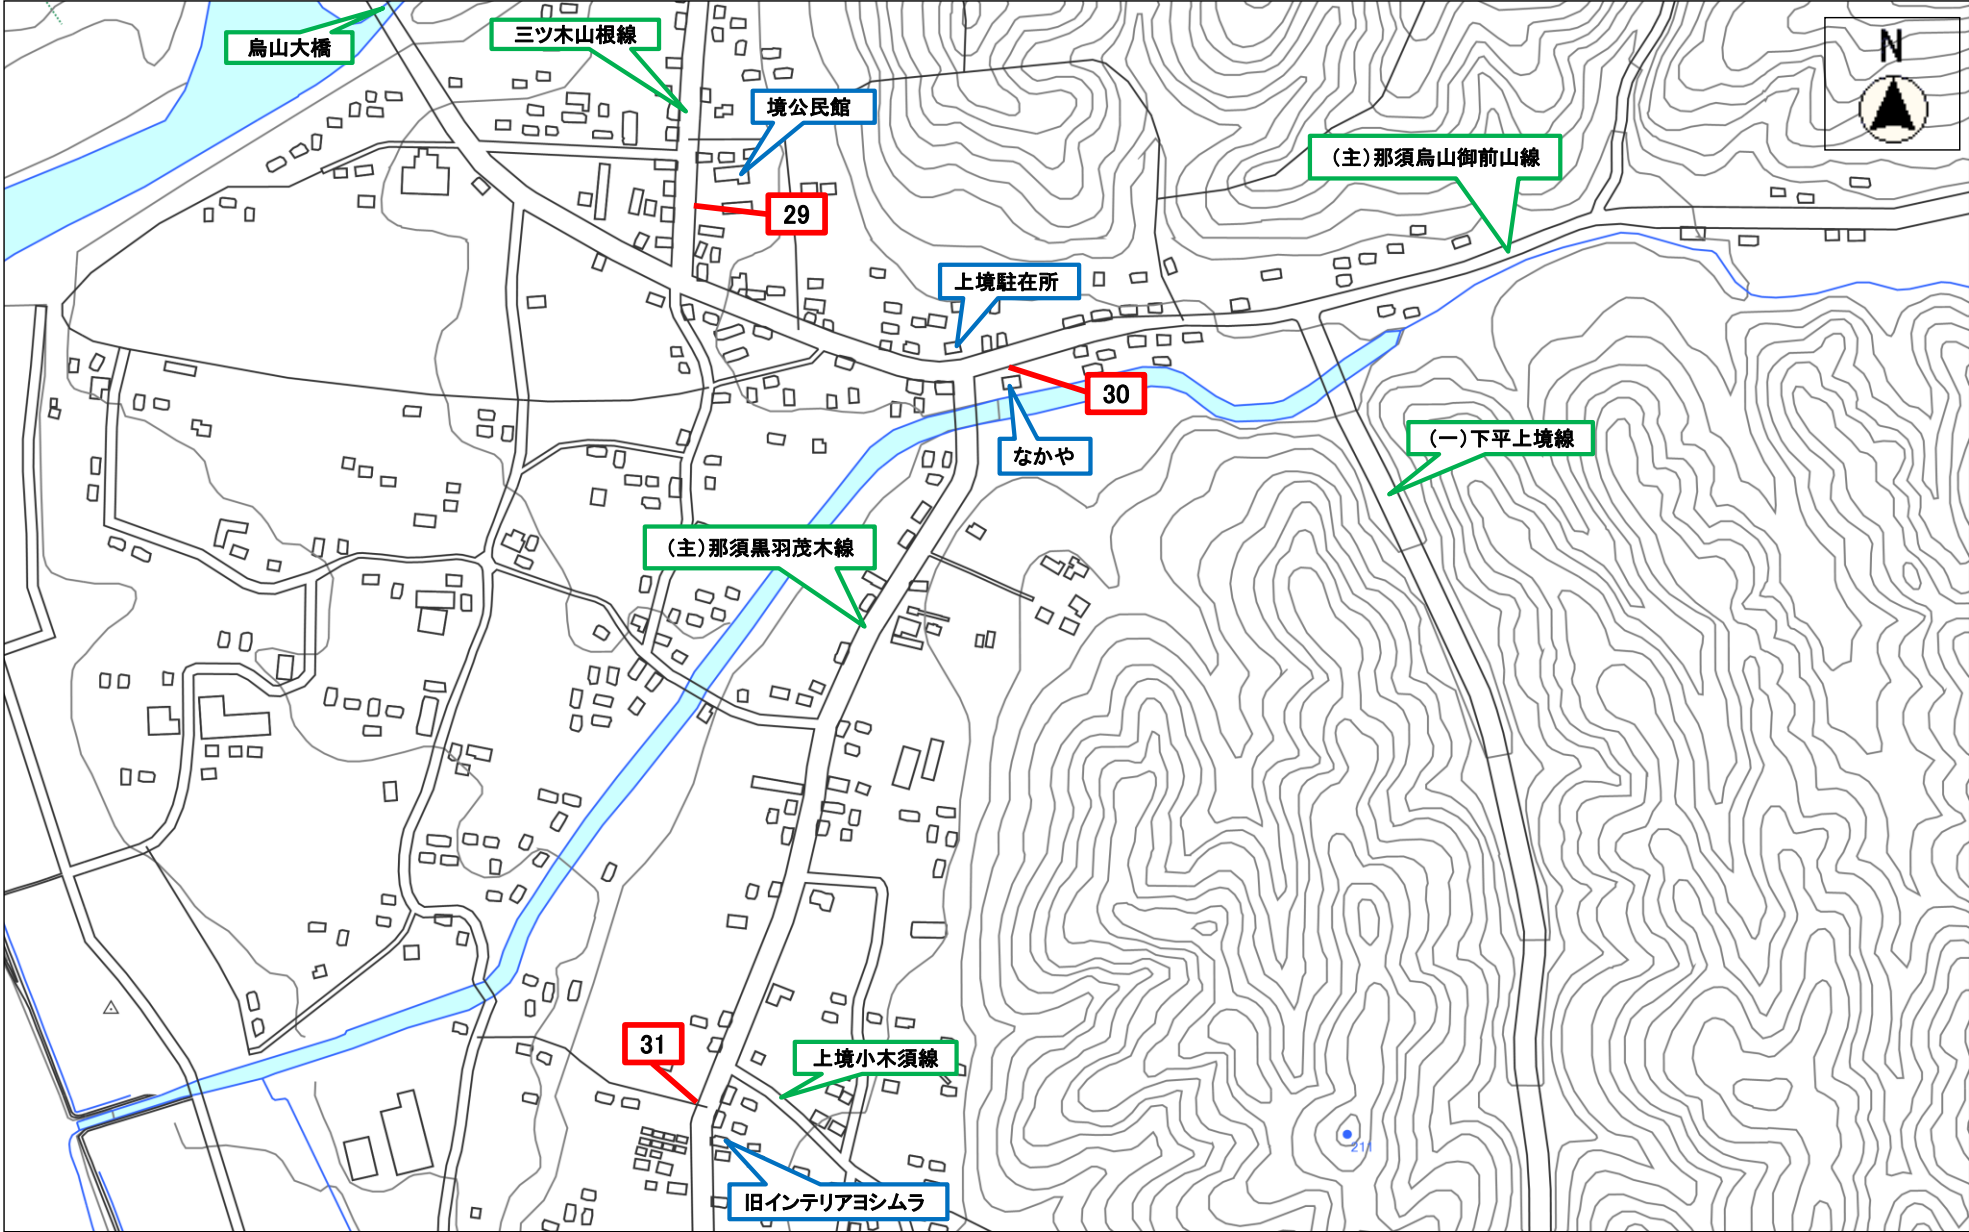 烏山大橋
三ツ木山根線
N
境公民館
(主)那須烏山御前山線
29
上境駐在所
30
(一)下平上境線
なかや
(主)那須黒羽茂木線
31
上境小木須線
211
旧インテリアヨシムラ